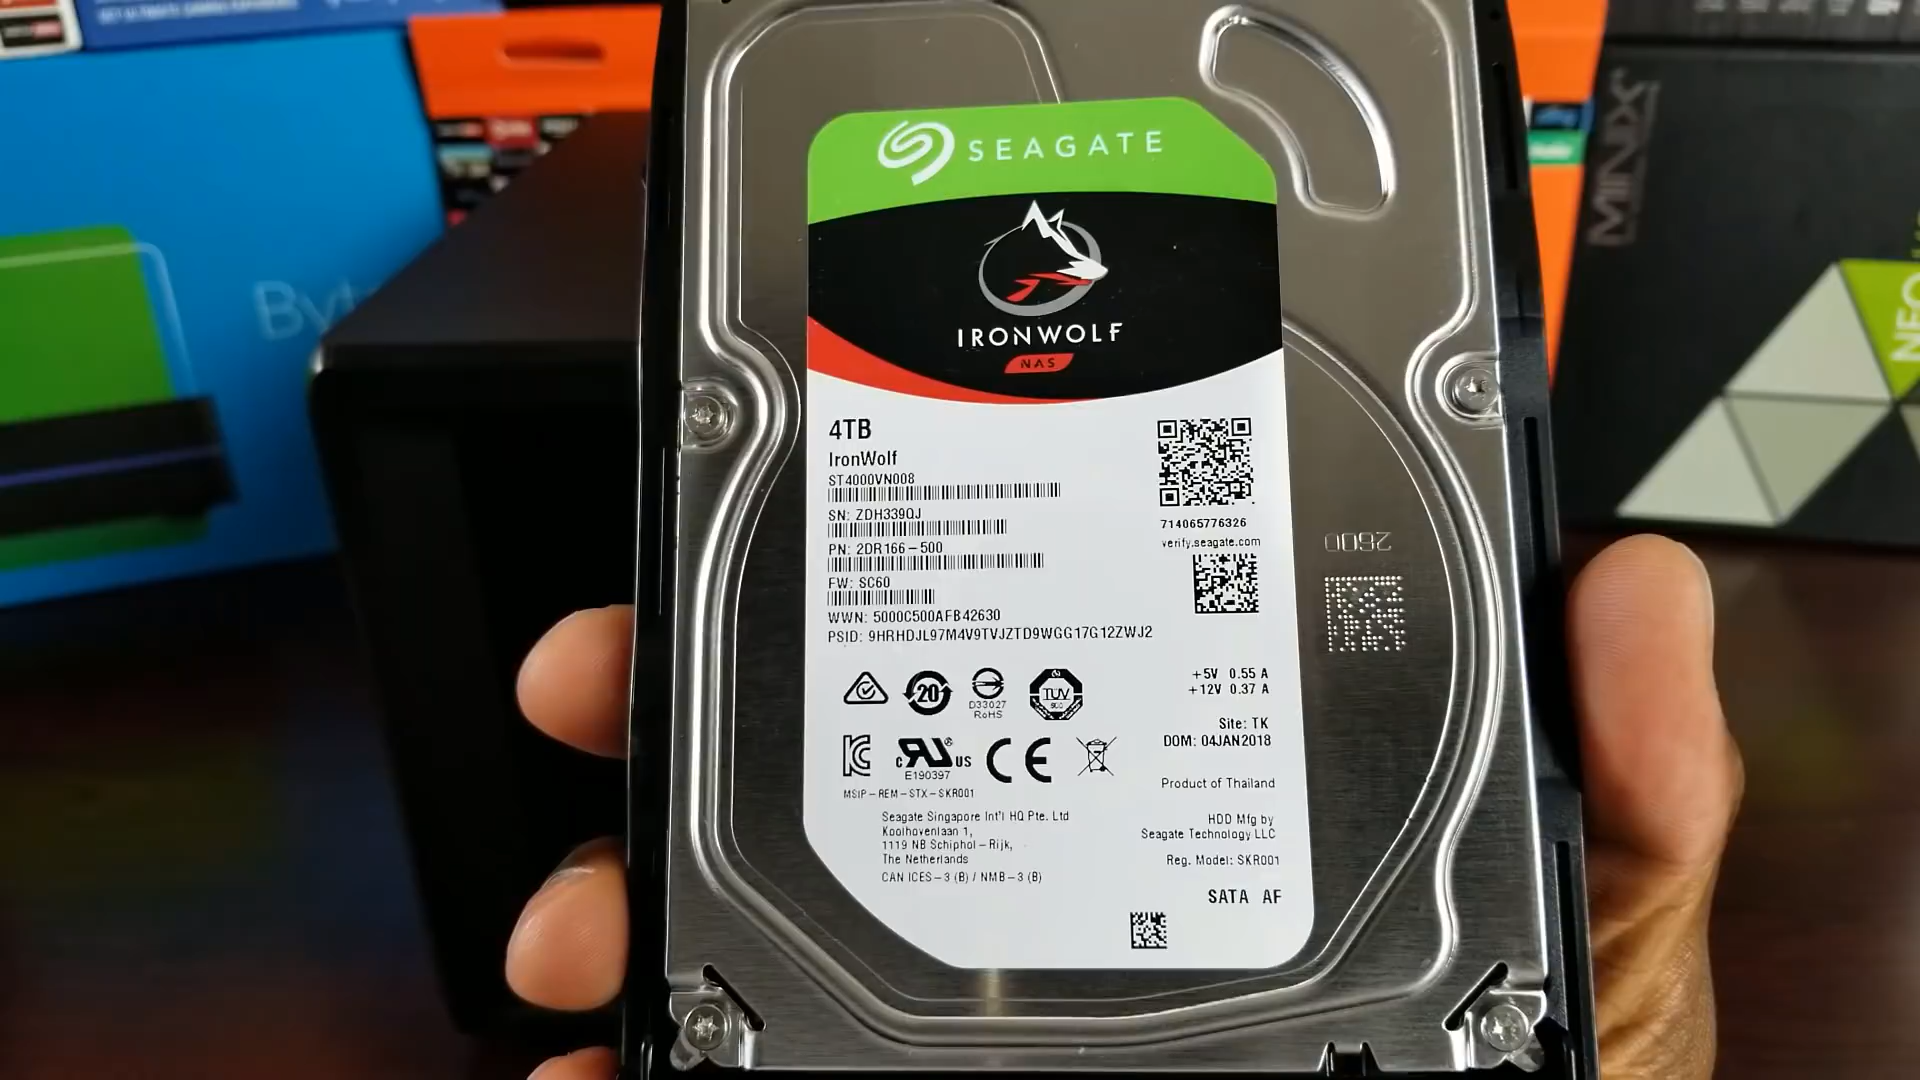 SEAGATE
IRONWOLF
NAS
4TB
IronWolf
ST4000VN008
SN: ZDH339QJ
PN: 2DR166-500
FW: SC60
WWN: 5000C500AFB42630
PSID: 9HRHDJL97M4V9TVJZTD9WGG17G12ZWJ2
714065776326
verify.seagate.com
2600
20
D33027
RoHS
TUV
+5V 0.55 A
+12V 0.37 A
Site: TK
DOM: 04JAN2018
c US
E190397
CE
MSIP-REM-STX-SKR001
Product of Thailand
Seagate Singapore Int'l HQ Pte. Ltd
Koolhovenlaan 1,
1119 NB Schiphol-Rijk,
The Netherlands
CAN ICES-3 (B) / NMB-3 (B)
HDD Mfg by
Seagate Technology LLC
Reg. Model: SKR001
SATA AF
MINIX
NEO